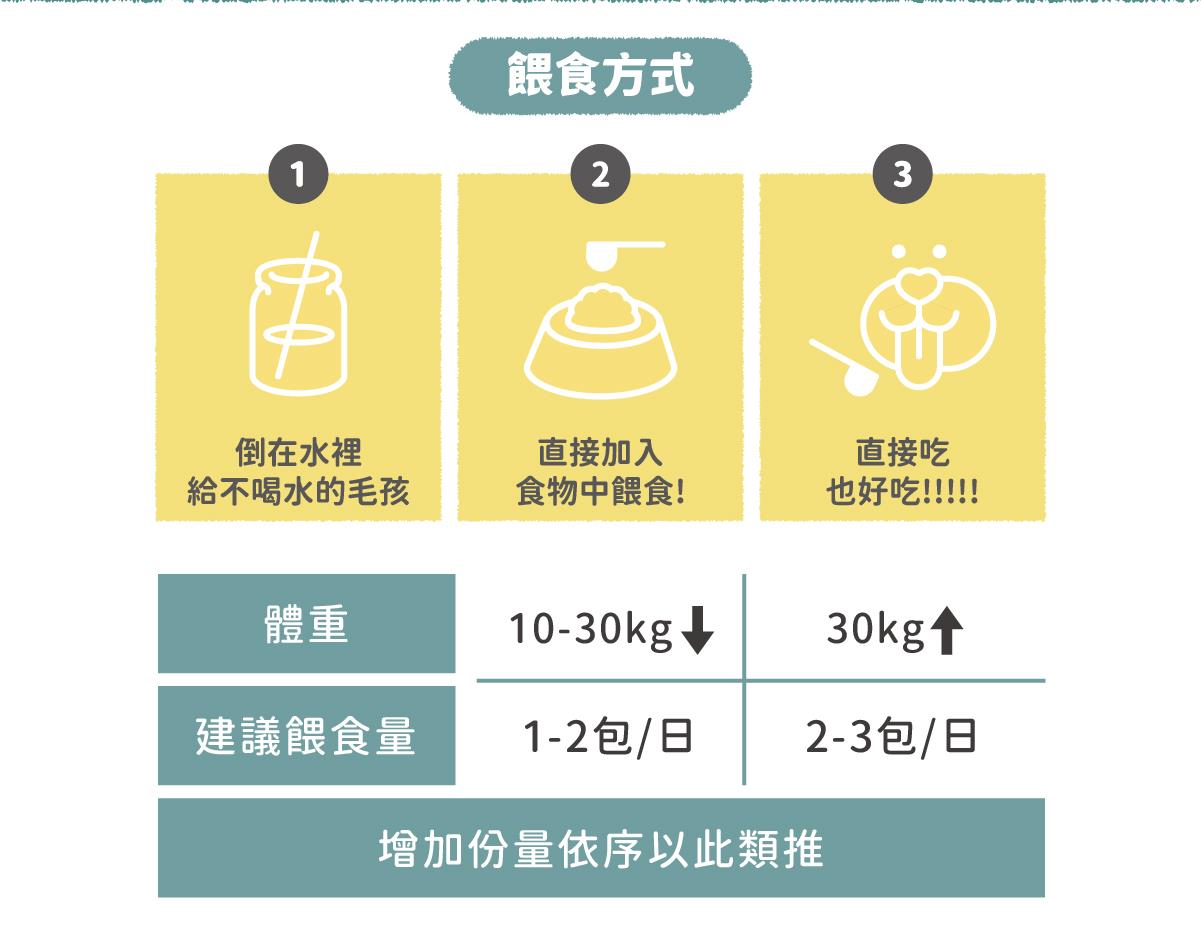 餵食方式
1
倒在水裡
給不喝水的毛孩
2
直接加入
食物中餵食!
3
直接吃
也好吃!!!!!
體重
10-30kg⬇
30kg⬆
建議餵食量
1-2包/日
2-3包/日
增加份量依序以此類推